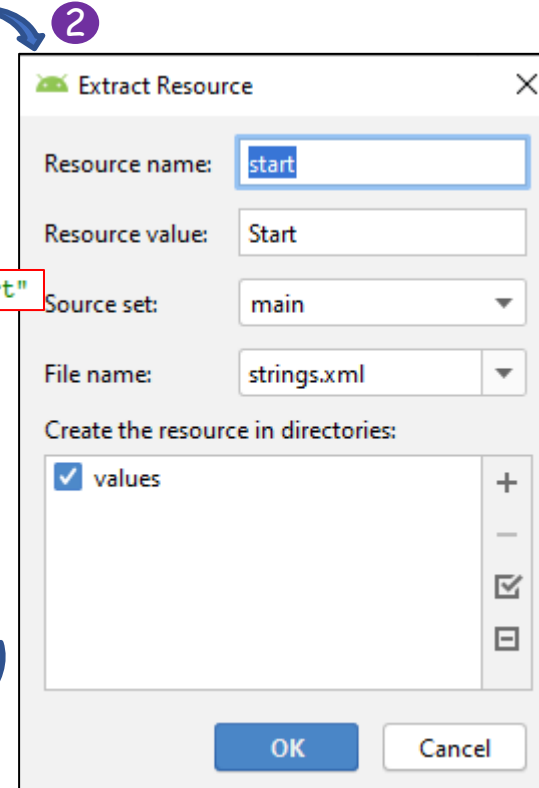 2
Extract Resource
Resource name: start
Resource value: Start
t"
Source set: main
File name: strings.xml
Create the resource in directories:
values
OK Cancel